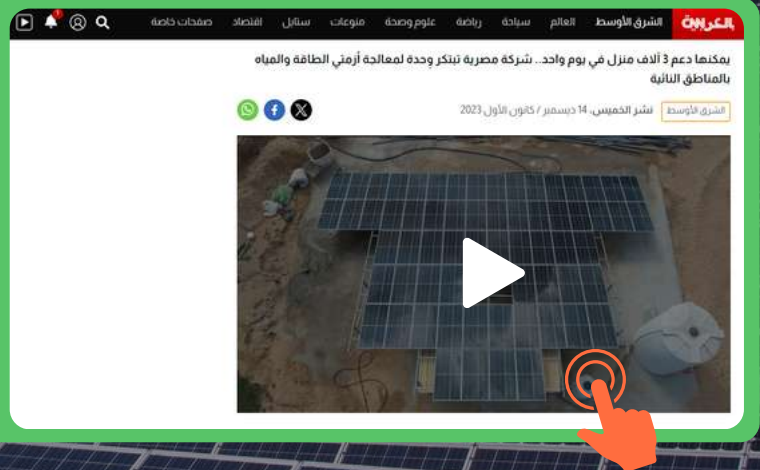 CNN بالعربية
الشرق الأوسط العالم سياحة رياضة علوم وصحة منوعات ستايل اقتصاد صفحات خاصة
يمكنها دعم 3 آلاف منزل في يوم واحد.. شركة مصرية تبتكر وحدة لمعالجة أزمتي الطاقة والمياه
بالمناطق النائية
الشرق الأوسط نشر الخميس، 14 ديسمبر / كانون الأول 2023